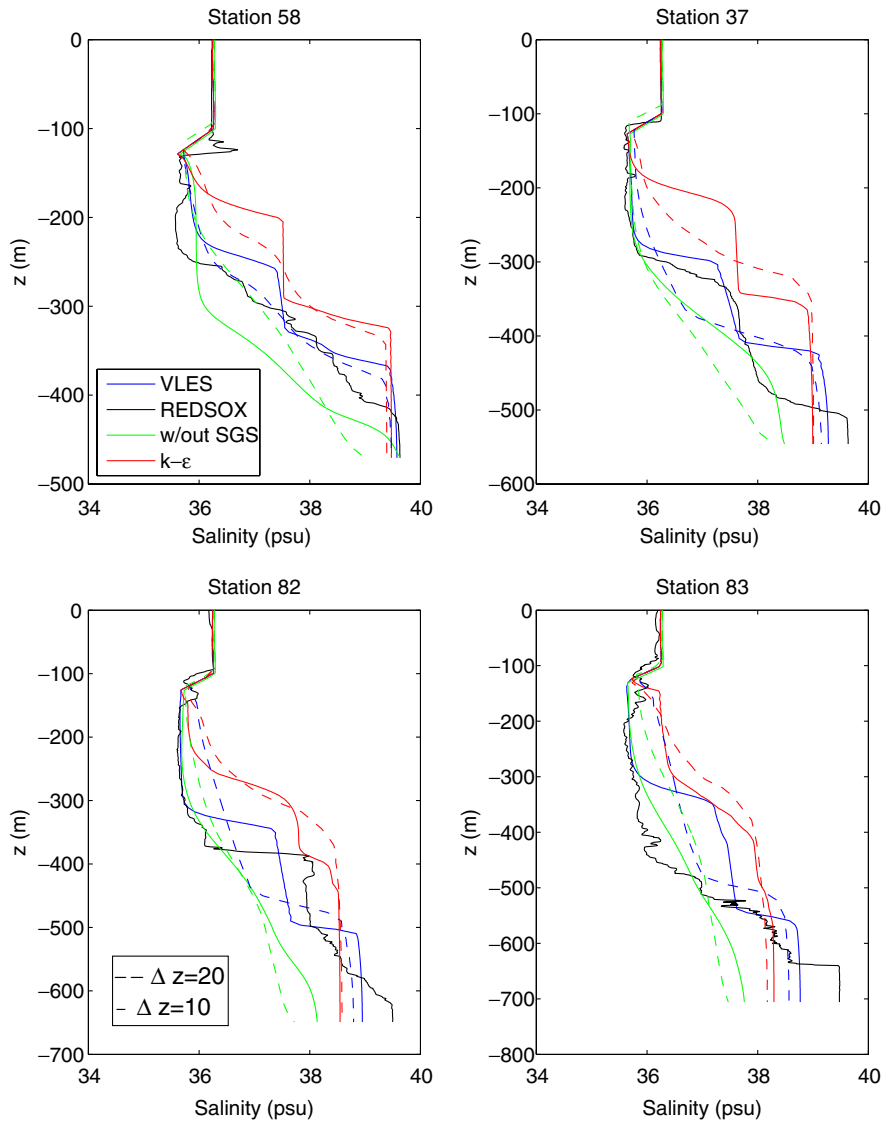 Station 58
0
−100
−200
−300
−400
−500
z (m)
VLES
REDSOX
w/out SGS
k−ε
34 36 38 40
Salinity (psu)
Station 37
0
−100
−200
−300
−400
−500
−600
z (m)
34 36 38 40
Salinity (psu)
Station 82
0
−100
−200
−300
−400
−500
−600
−700
z (m)
Δ z=20
Δ z=10
34 36 38 40
Salinity (psu)
Station 83
0
−100
−200
−300
−400
−500
−600
−700
−800
z (m)
34 36 38 40
Salinity (psu)